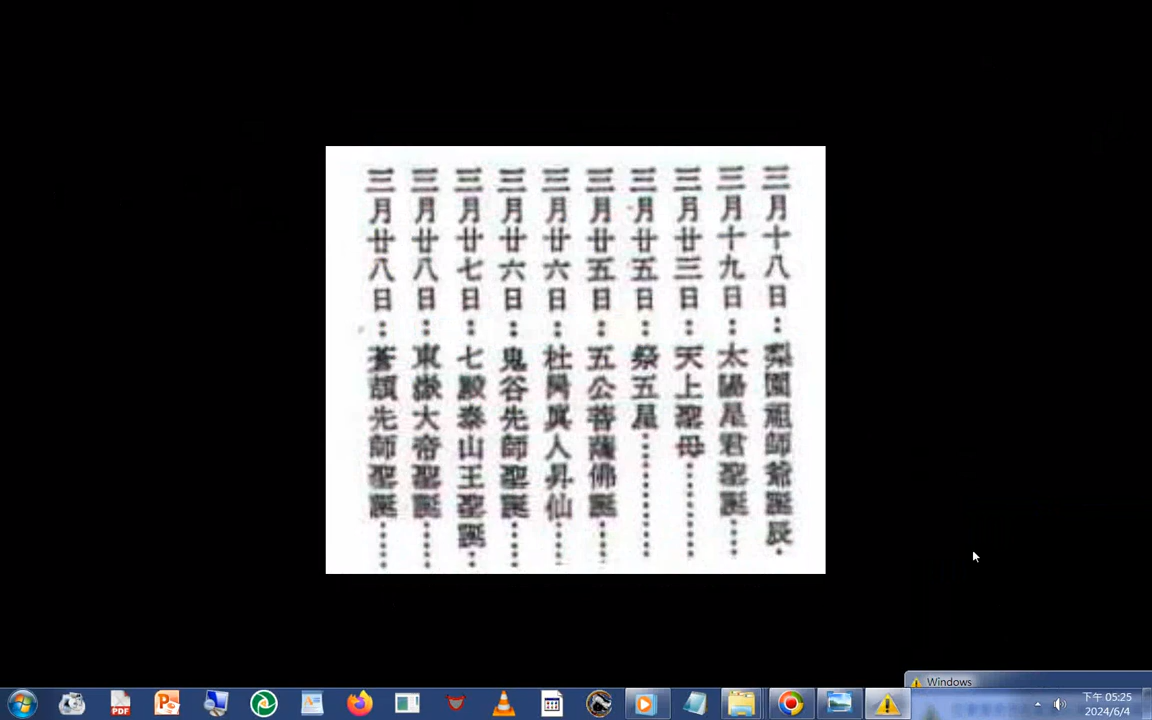 三月十八日：梨園祖師爺誕辰
三月十九日：太陽星君聖誕
三月廿三日：天上聖母
三月廿五日：祭五星
三月廿五日：五公菩薩佛誕
三月廿六日：杜陽真人昇仙
三月廿六日：鬼谷先師聖誕
三月廿七日：七殿泰山王聖誕
三月廿八日：東嶽大帝聖誕
三月廿八日：蒼頡先師聖誕
Windows
下午 05:25
2024/6/4